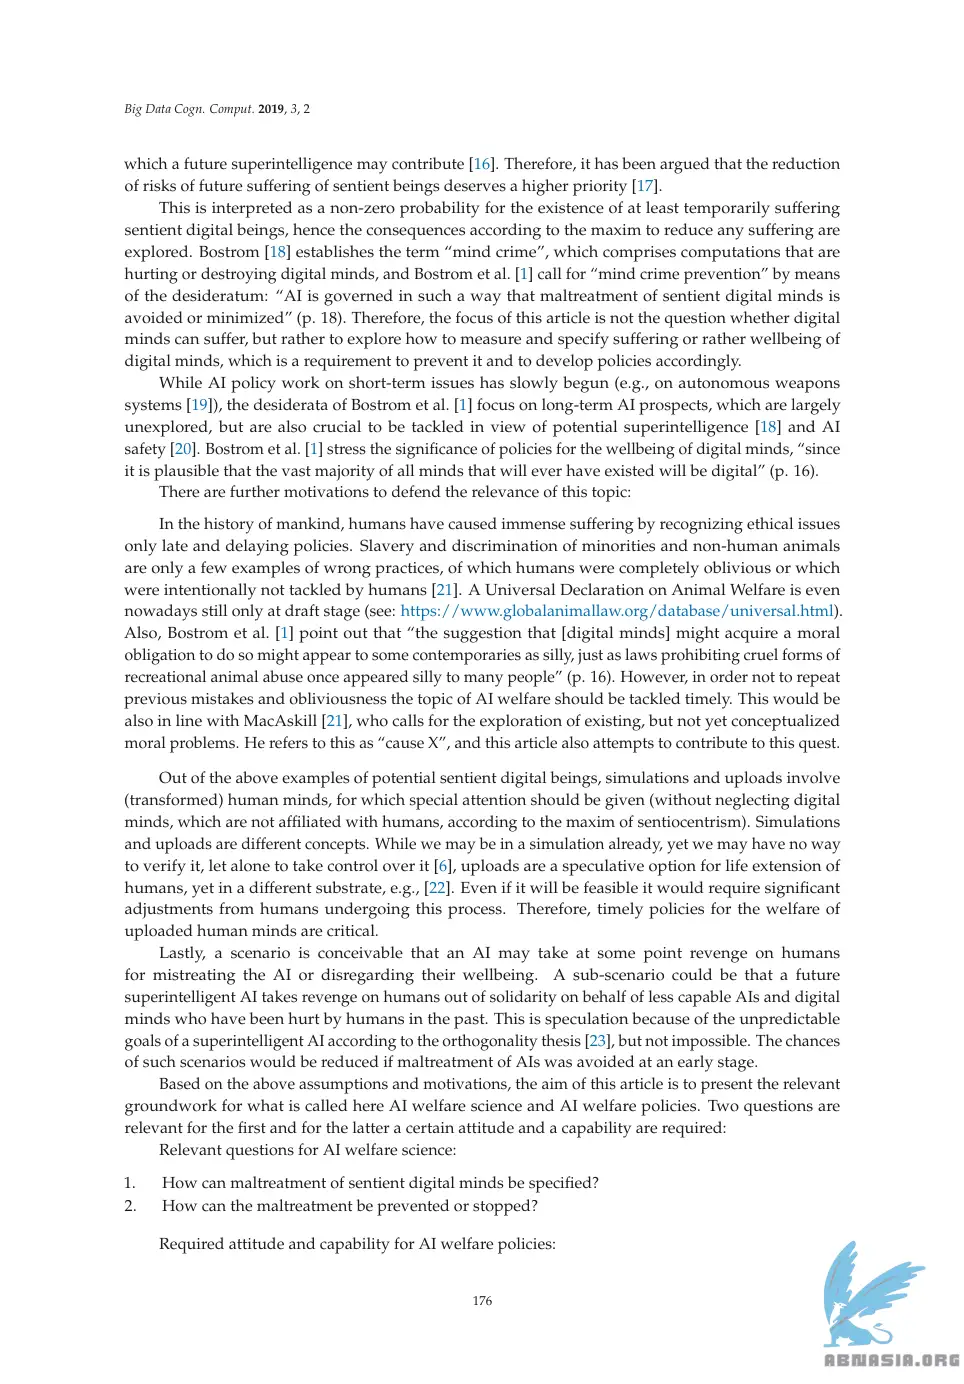 Big Data Cogn. Comput. 2019, 3, 2
which a future superintelligence may contribute [16]. Therefore, it has been argued that the reduction
of risks of future suffering of sentient beings deserves a higher priority [17].
This is interpreted as a non-zero probability for the existence of at least temporarily suffering
sentient digital beings, hence the consequences according to the maxim to reduce any suffering are
explored. Bostrom [18] establishes the term “mind crime”, which comprises computations that are
hurting or destroying digital minds, and Bostrom et al. [1] call for “mind crime prevention” by means
of the desideratum: “AI is governed in such a way that maltreatment of sentient digital minds is
avoided or minimized” (p. 18). Therefore, the focus of this article is not the question whether digital
minds can suffer, but rather to explore how to measure and specify suffering or rather wellbeing of
digital minds, which is a requirement to prevent it and to develop policies accordingly.
While AI policy work on short-term issues has slowly begun (e.g., on autonomous weapons
systems [19]), the desiderata of Bostrom et al. [1] focus on long-term AI prospects, which are largely
unexplored, but are also crucial to be tackled in view of potential superintelligence [18] and AI
safety [20]. Bostrom et al. [1] stress the significance of policies for the wellbeing of digital minds, “since
it is plausible that the vast majority of all minds that will ever have existed will be digital” (p. 16).
There are further motivations to defend the relevance of this topic:
In the history of mankind, humans have caused immense suffering by recognizing ethical issues
only late and delaying policies. Slavery and discrimination of minorities and non-human animals
are only a few examples of wrong practices, of which humans were completely oblivious or which
were intentionally not tackled by humans [21]. A Universal Declaration on Animal Welfare is even
nowadays still only at draft stage (see: https://www.globalanimallaw.org/database/universal.html).
Also, Bostrom et al. [1] point out that “the suggestion that [digital minds] might acquire a moral
obligation to do so might appear to some contemporaries as silly, just as laws prohibiting cruel forms of
recreational animal abuse once appeared silly to many people” (p. 16). However, in order not to repeat
previous mistakes and obliviousness the topic of AI welfare should be tackled timely. This would be
also in line with MacAskill [21], who calls for the exploration of existing, but not yet conceptualized
moral problems. He refers to this as “cause X”, and this article also attempts to contribute to this quest.
Out of the above examples of potential sentient digital beings, simulations and uploads involve
(transformed) human minds, for which special attention should be given (without neglecting digital
minds, which are not affiliated with humans, according to the maxim of sentiocentrism). Simulations
and uploads are different concepts. While we may be in a simulation already, yet we may have no way
to verify it, let alone to take control over it [6], uploads are a speculative option for life extension of
humans, yet in a different substrate, e.g., [22]. Even if it will be feasible it would require significant
adjustments from humans undergoing this process. Therefore, timely policies for the welfare of
uploaded human minds are critical.
Lastly, a scenario is conceivable that an AI may take at some point revenge on humans
for mistreating the AI or disregarding their wellbeing. A sub-scenario could be that a future
superintelligent AI takes revenge on humans out of solidarity on behalf of less capable AIs and digital
minds who have been hurt by humans in the past. This is speculation because of the unpredictable
goals of a superintelligent AI according to the orthogonality thesis [23], but not impossible. The chances
of such scenarios would be reduced if maltreatment of AIs was avoided at an early stage.
Based on the above assumptions and motivations, the aim of this article is to present the relevant
groundwork for what is called here AI welfare science and AI welfare policies. Two questions are
relevant for the first and for the latter a certain attitude and a capability are required:
Relevant questions for AI welfare science:
1. How can maltreatment of sentient digital minds be specified?
2. How can the maltreatment be prevented or stopped?
Required attitude and capability for AI welfare policies:
176
ABNASIA.ORG